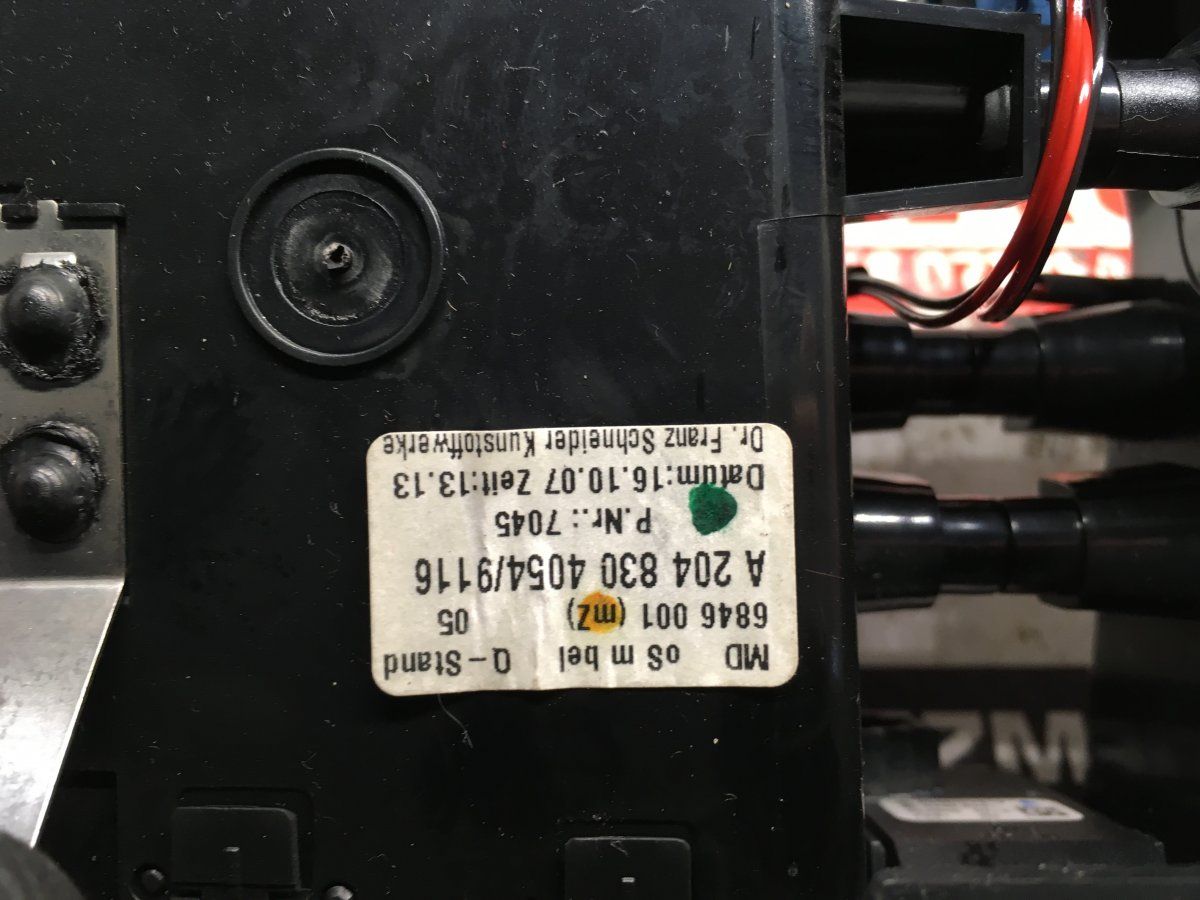 MD oS m bel Q-Stand
6846 001 (mZ) 05
A 204 830 4054/9116
P.Nr.: 7045
Datum:16.10.07 Zeit:13.13
Dr. Franz Schneider Kunstoffwerke